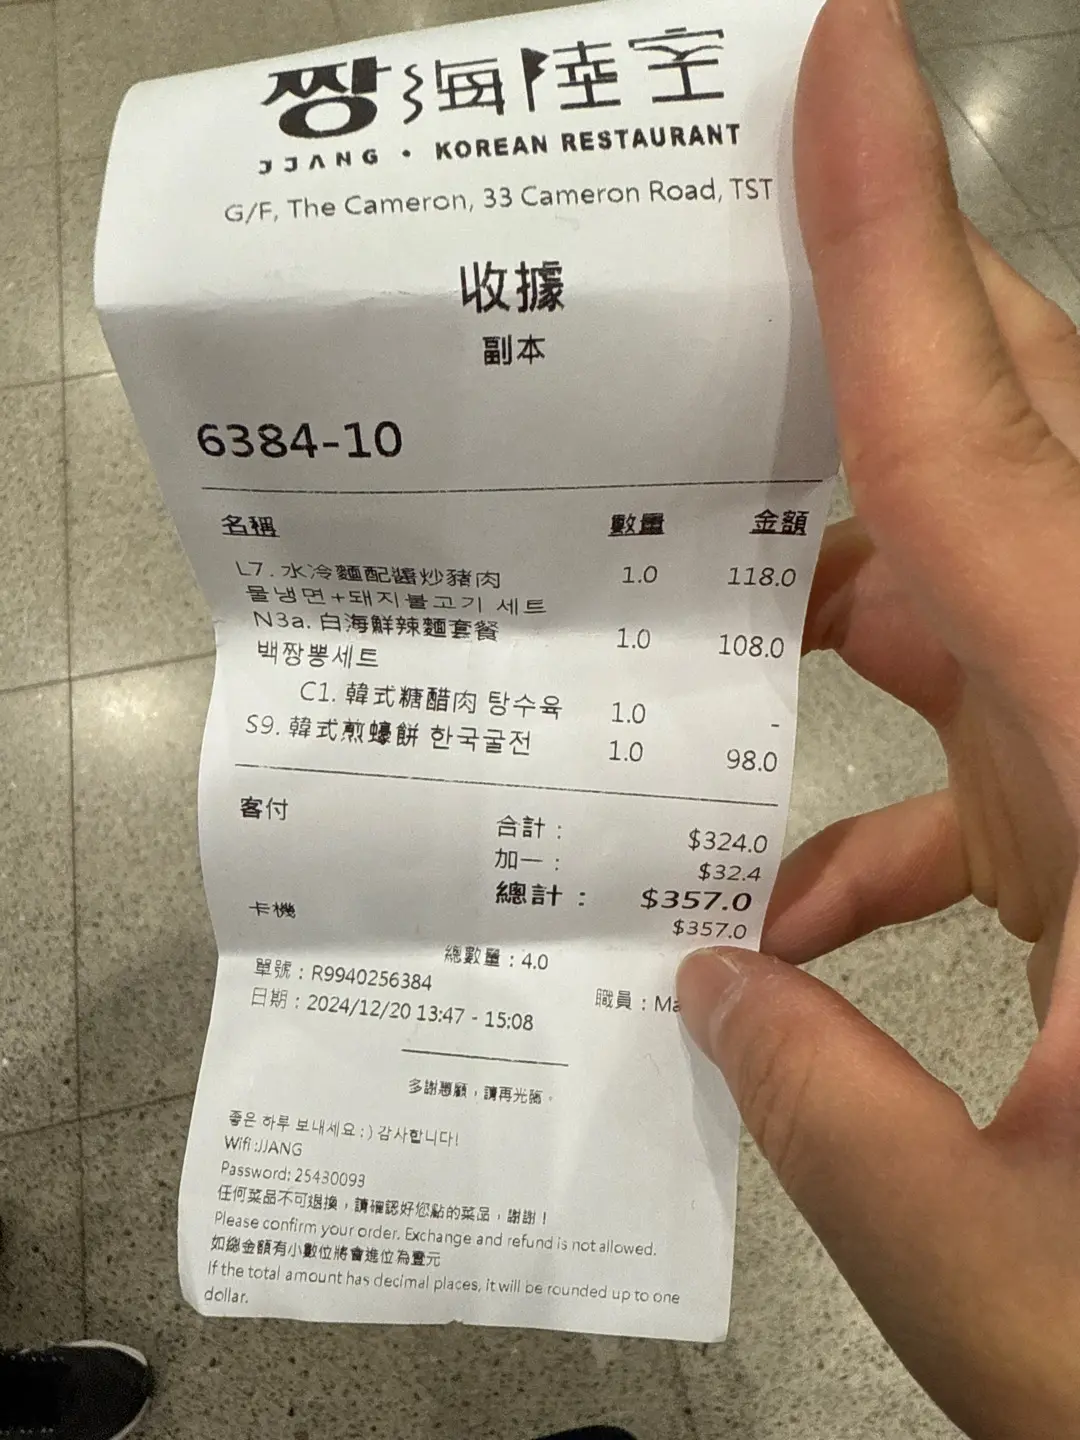 짱 海陸空
JJANG • KOREAN RESTAURANT
G/F, The Cameron, 33 Cameron Road, TST
收據
副本
6384-10
名稱 數量 金額
L7. 水冷麵配醬炒豬肉 1.0 118.0
물냉면+돼지불고기 세트
N3a. 白海鮮辣麵套餐 1.0 108.0
백짬뽕세트
C1. 韓式糖醋肉 탕수육 1.0 -
S9. 韓式煎蠔餅 한국굴전 1.0 98.0
客付
合計 : $324.0
加一 : $32.4
總計 : $357.0
卡機 $357.0
總數量 : 4.0
單號 : R9940256384
職員 : Ma
日期 : 2024/12/20 13:47 - 15:08
多謝惠顧，請再光臨。
좋은 하루 보내세요 :) 감사합니다!
Wifi :JJANG
Password: 25430093
任何菜品不可退換，請確認好您點的菜品，謝謝！
Please confirm your order. Exchange and refund is not allowed.
如總金額有小數位將會進位為壹元
If the total amount has decimal places, it will be rounded up to one
dollar.